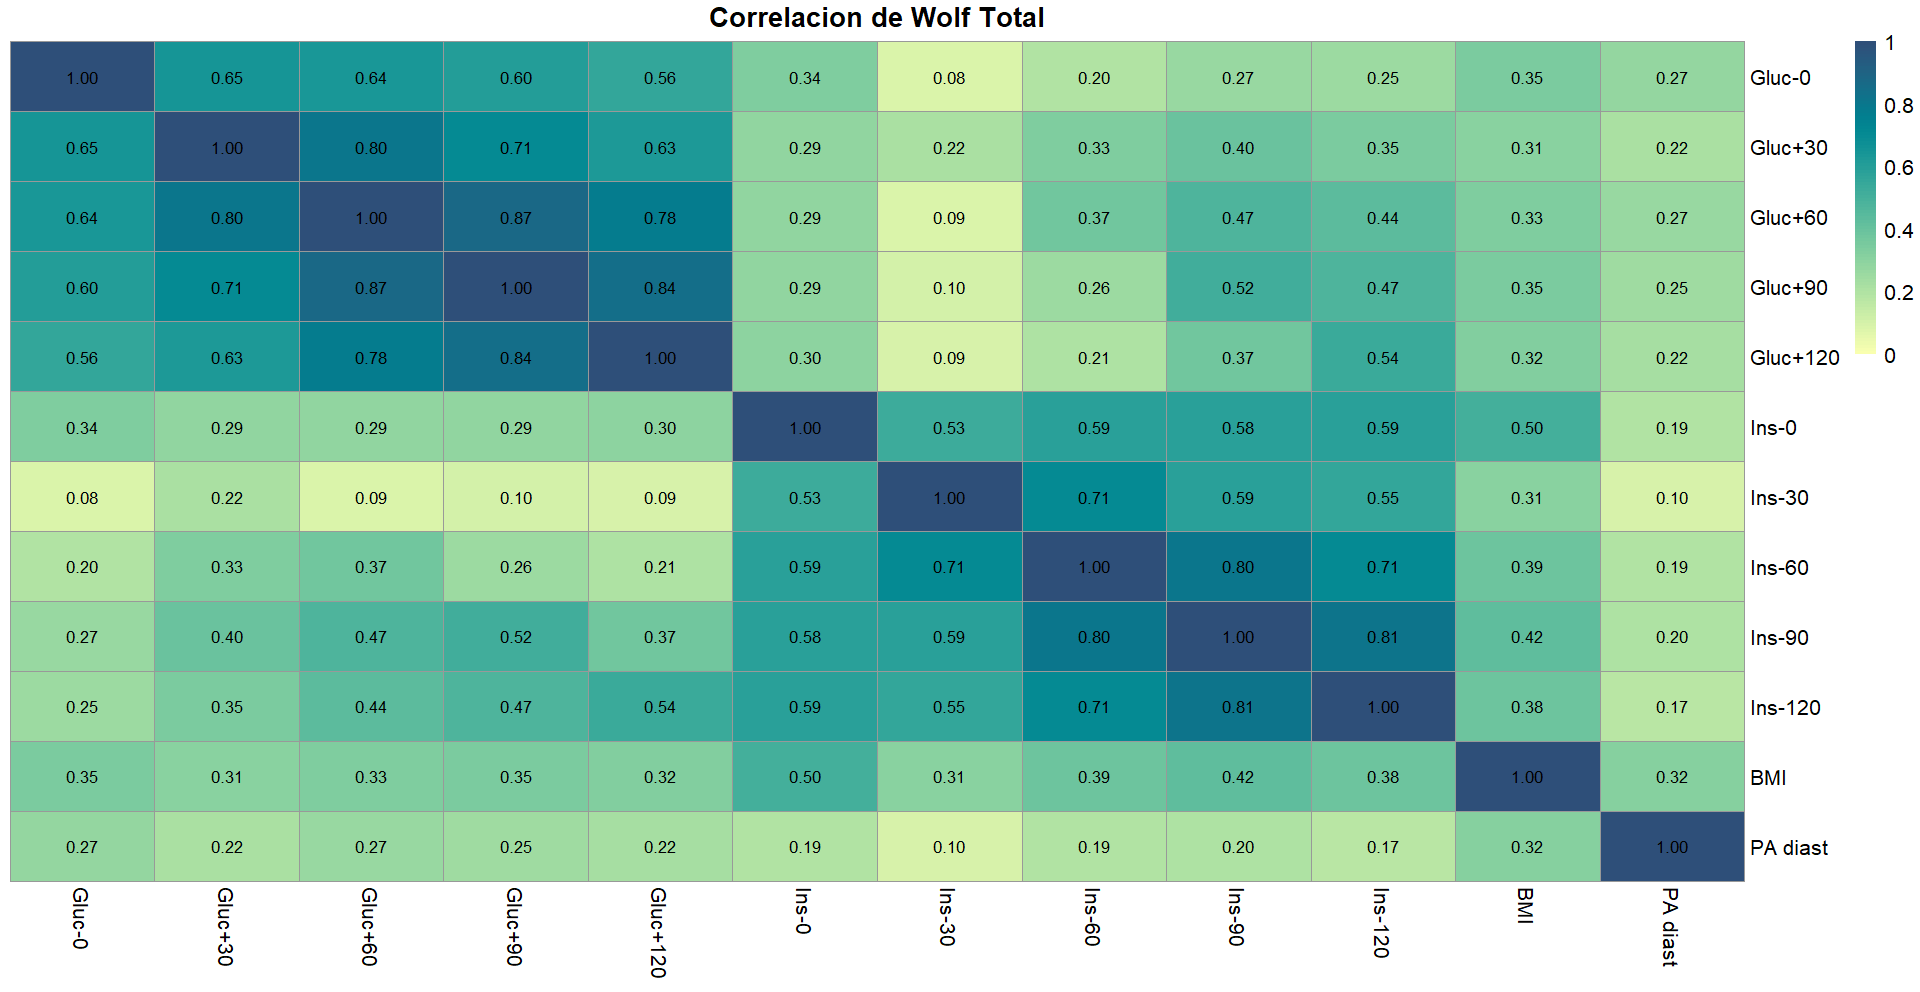 Correlacion de Wolf Total
1.00 0.65 0.64 0.60 0.56 0.34 0.08 0.20 0.27 0.25 0.35 0.27 Gluc-0
0.65 1.00 0.80 0.71 0.63 0.29 0.22 0.33 0.40 0.35 0.31 0.22 Gluc+30
0.64 0.80 1.00 0.87 0.78 0.29 0.09 0.37 0.47 0.44 0.33 0.27 Gluc+60
0.60 0.71 0.87 1.00 0.84 0.29 0.10 0.26 0.52 0.47 0.35 0.25 Gluc+90
0.56 0.63 0.78 0.84 1.00 0.30 0.09 0.21 0.37 0.54 0.32 0.22 Gluc+120
0.34 0.29 0.29 0.29 0.30 1.00 0.53 0.59 0.58 0.59 0.50 0.19 Ins-0
0.08 0.22 0.09 0.10 0.09 0.53 1.00 0.71 0.59 0.55 0.31 0.10 Ins-30
0.20 0.33 0.37 0.26 0.21 0.59 0.71 1.00 0.80 0.71 0.39 0.19 Ins-60
0.27 0.40 0.47 0.52 0.37 0.58 0.59 0.80 1.00 0.81 0.42 0.20 Ins-90
0.25 0.35 0.44 0.47 0.54 0.59 0.55 0.71 0.81 1.00 0.38 0.17 Ins-120
0.35 0.31 0.33 0.35 0.32 0.50 0.31 0.39 0.42 0.38 1.00 0.32 BMI
0.27 0.22 0.27 0.25 0.22 0.19 0.10 0.19 0.20 0.17 0.32 1.00 PA diast
Gluc-0 Gluc+30 Gluc+60 Gluc+90 Gluc+120 Ins-0 Ins-30 Ins-60 Ins-90 Ins-120 BMI PA diast
1
0.8
0.6
0.4
0.2
0